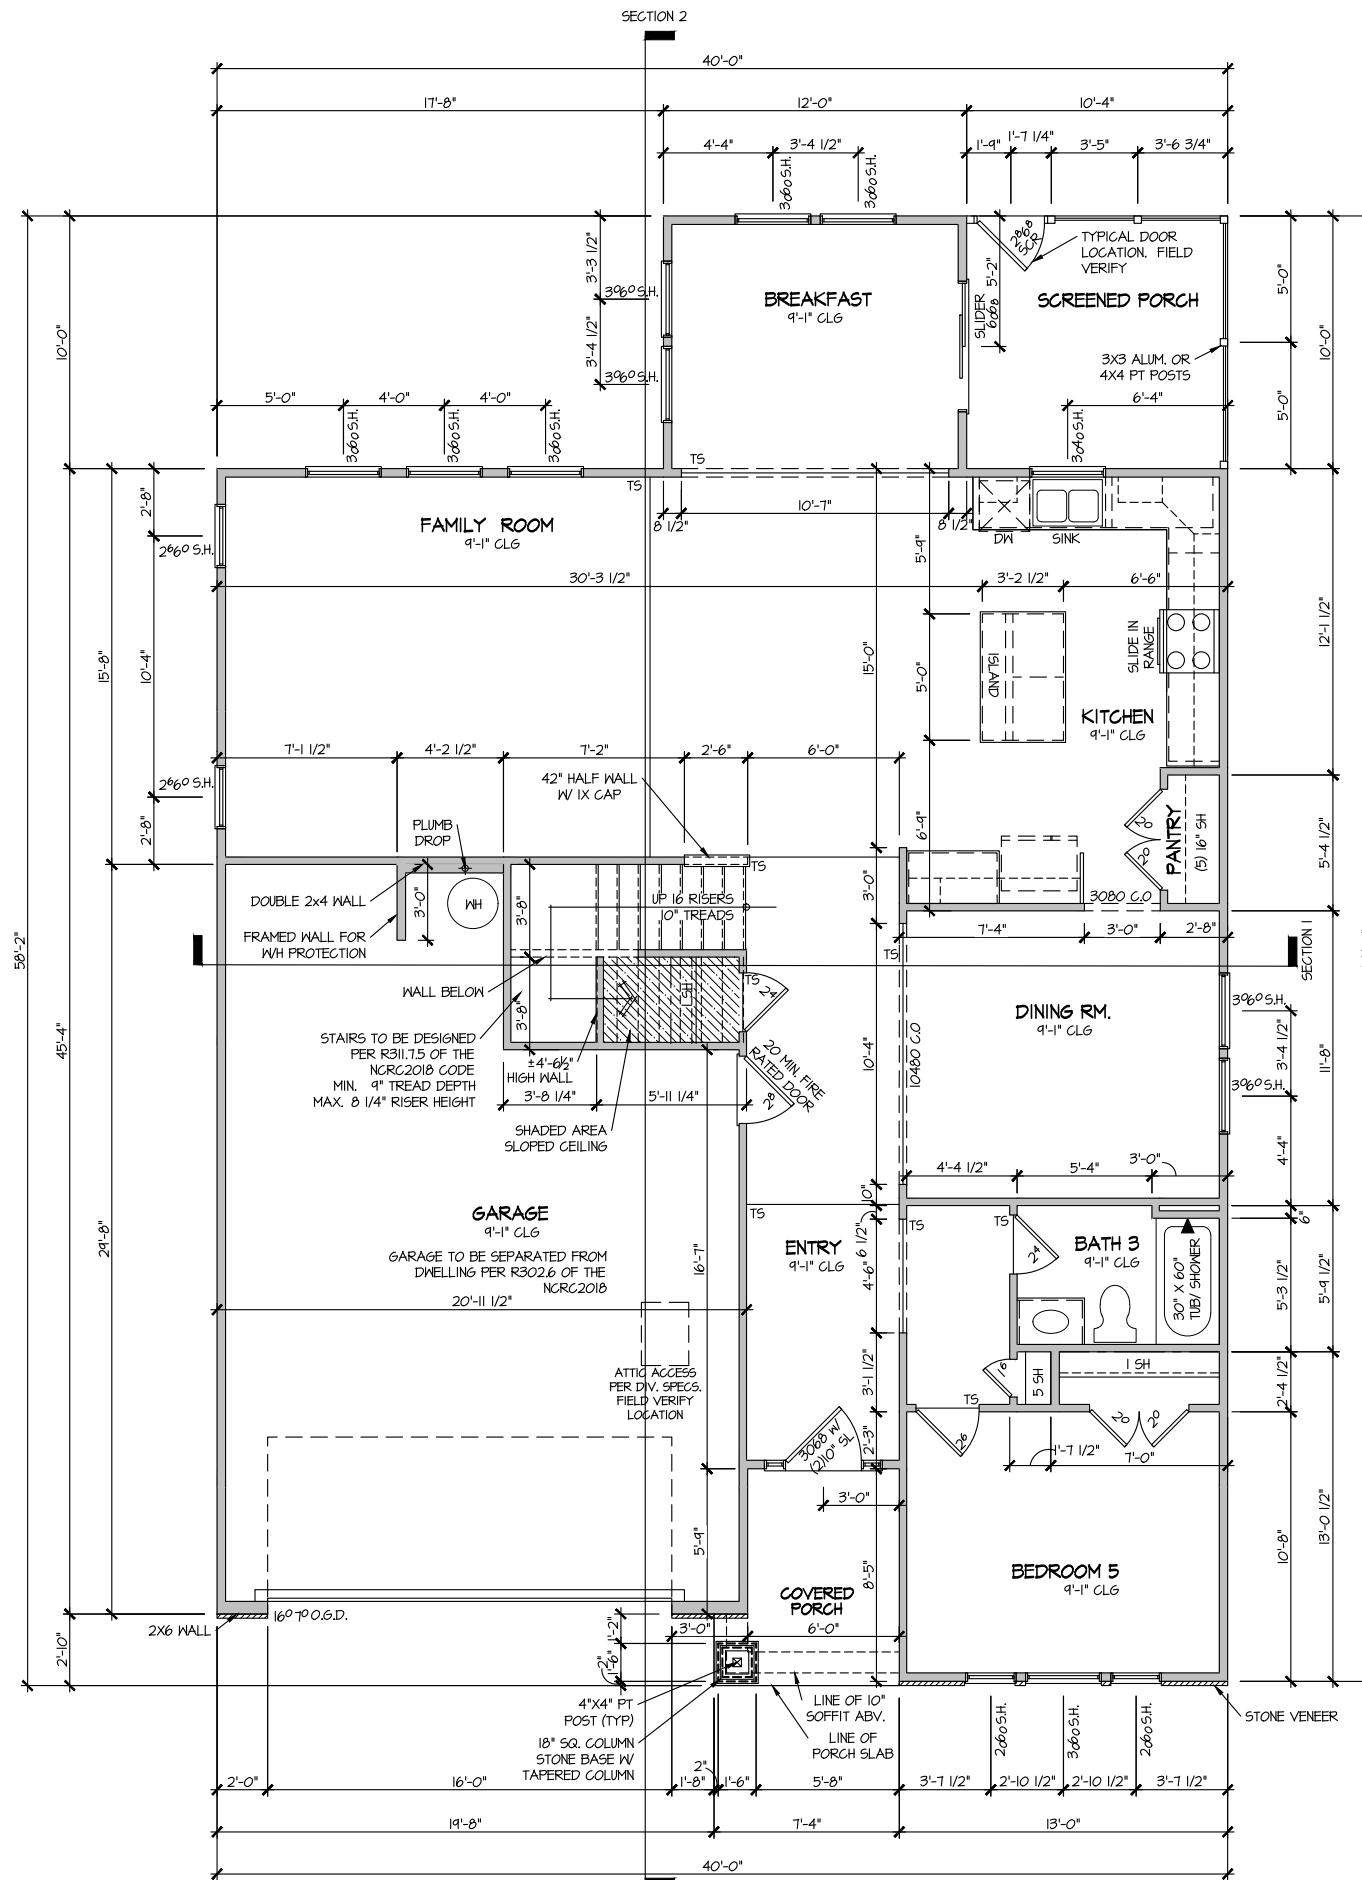 SECTION 2
40'-0"
17'-8"
12'-0"
10'-4"
4'-4"
3'-4 1/2"
1'-9"
1'-7 1/4"
3'-5"
3'-6 3/4"
3060 S.H.
3060 S.H.
2868
SCR
TYPICAL DOOR
LOCATION. FIELD
VERIFY
3'-3 1/2"
3060 S.H.
3'-4 1/2"
3060 S.H.
BREAKFAST
9'-1" CLG
SLIDER
6068
5'-2"
SCREENED PORCH
3X3 ALUM. OR
4X4 PT POSTS
5'-0"
5'-0"
10'-0"
10'-0"
5'-0"
4'-0"
4'-0"
3060 S.H.
3060 S.H.
3060 S.H.
6'-4"
3040 S.H.
TS
TS
FAMILY ROOM
9'-1" CLG
8 1/2"
10'-7"
8 1/2"
DW
SINK
2'-8"
2660 S.H.
30'-3 1/2"
3'-2 1/2"
6'-6"
5'-9"
5'-0"
6'-9"
15'-0"
ISLAND
SLIDE IN
RANGE
12'-1 1/2"
KITCHEN
9'-1" CLG
15'-8"
10'-4"
2660 S.H.
2'-8"
7'-1 1/2"
4'-2 1/2"
7'-2"
2'-6"
6'-0"
42" HALF WALL
W/ 1X CAP
PLUMB
DROP
TS
PANTRY
(5) 16" SH
20
20
5'-4 1/2"
3080 C.O
DOUBLE 2x4 WALL
3'-0"
WH
FRAMED WALL FOR
W/H PROTECTION
3'-8"
UP 16 RISERS
10" TREADS
3'-0"
7'-4"
3'-0"
2'-8"
TS
SECTION 1
58'-2"
WALL BELOW
3'-8"
TS
24
1 SH
DINING RM.
9'-1" CLG
3060 S.H.
3'-4 1/2"
3060 S.H.
4'-4"
11'-8"
10480 C.O
10'-4"
45'-4"
STAIRS TO BE DESIGNED
PER R311.7.5 OF THE
NCRC2018 CODE
MIN. 9" TREAD DEPTH
MAX. 8 1/4" RISER HEIGHT
±4'-6½"
HIGH WALL
20 MIN. FIRE
RATED DOOR
28
3'-8 1/4"
5'-11 1/4"
SHADED AREA
SLOPED CEILING
4'-4 1/2"
5'-4"
3'-0"
10"
GARAGE
9'-1" CLG
GARAGE TO BE SEPARATED FROM
DWELLING PER R302.6 OF THE
NCRC2018
29'-8"
20'-11 1/2"
16'-7"
TS
ENTRY
9'-1" CLG
6 1/2"
4'-6"
TS
TS
24
BATH 3
9'-1" CLG
30" X 60"
TUB/ SHOWER
6"
5'-3 1/2"
5'-9 1/2"
ATTIC ACCESS
PER DIV. SPECS.
FIELD VERIFY
LOCATION
3'-1 1/2"
16
5 SH
1 SH
TS
2'-4 1/2"
3068 W/
(2)10" SL
2'-3"
26
20
20
1'-7 1/2"
7'-0"
3'-0"
5'-9"
8'-5"
COVERED
PORCH
BEDROOM 5
9'-1" CLG
10'-8"
13'-0 1/2"
2X6 WALL
1607O O.G.D.
2'-10"
3'-0"
6'-0"
1'-2"
1'-6"
2"
4"X4" PT
POST (TYP)
18" SQ. COLUMN
STONE BASE W/
TAPERED COLUMN
LINE OF 10"
SOFFIT ABV.
LINE OF
PORCH SLAB
2060 S.H.
3060 S.H.
2060 S.H.
STONE VENEER
2'-0"
16'-0"
1'-8"
2"
1'-6"
5'-8"
3'-7 1/2"
2'-10 1/2"
2'-10 1/2"
3'-7 1/2"
19'-8"
7'-4"
13'-0"
40'-0"